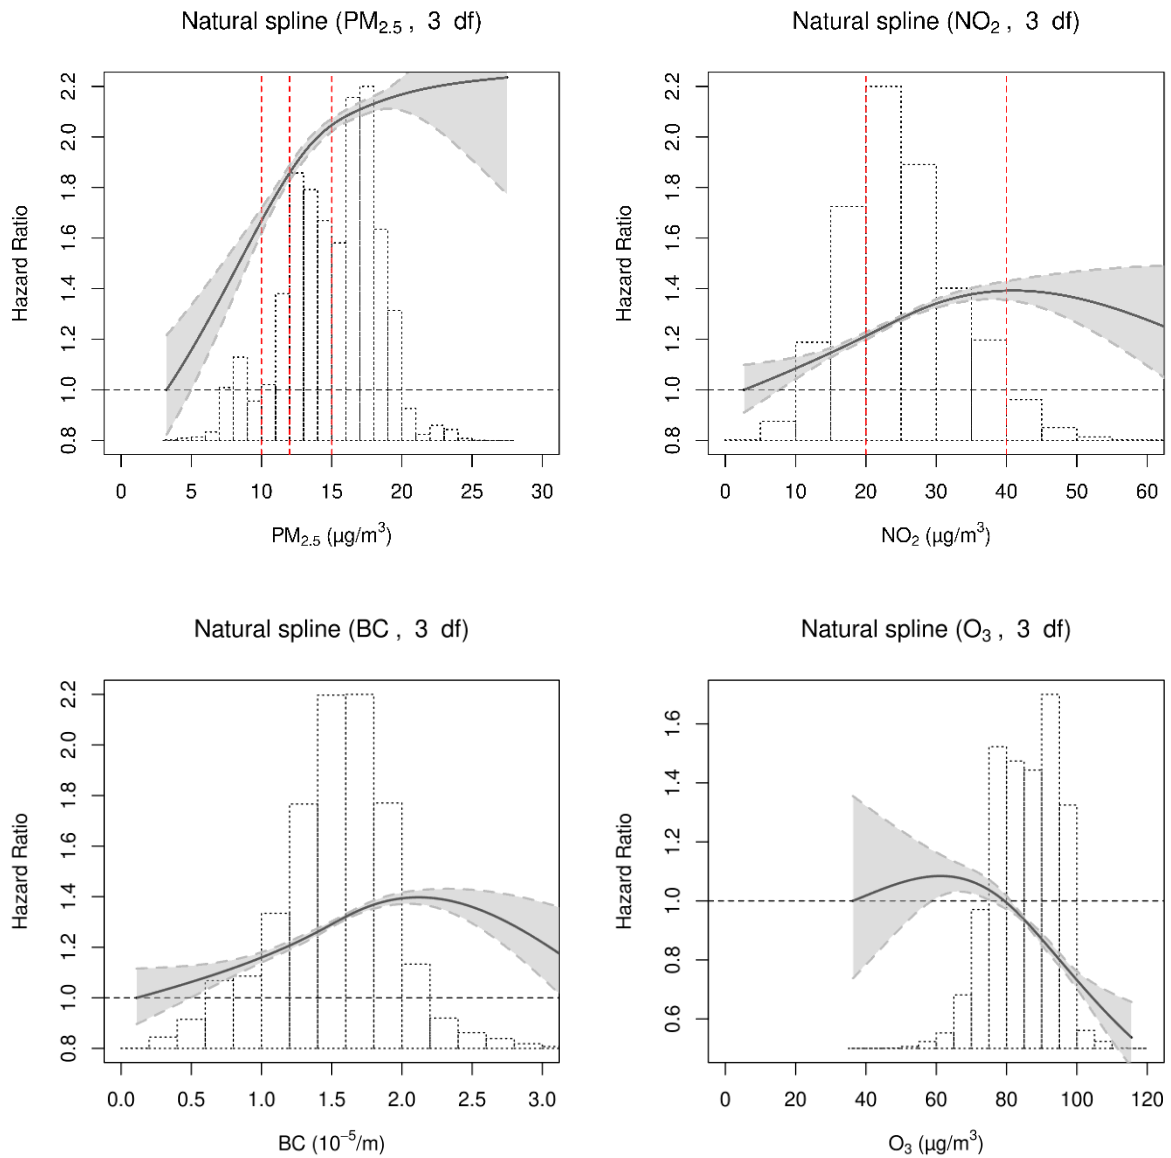 Natural spline (PM2.5 , 3 df)
Hazard Ratio
2.2
2.0
1.8
1.6
1.4
1.2
1.0
0.8
0 5 10 15 20 25 30
PM2.5 (µg/m³)
Natural spline (NO2 , 3 df)
Hazard Ratio
2.2
2.0
1.8
1.6
1.4
1.2
1.0
0.8
0 10 20 30 40 50 60
NO2 (µg/m³)
Natural spline (BC , 3 df)
Hazard Ratio
2.2
2.0
1.8
1.6
1.4
1.2
1.0
0.8
0.0 0.5 1.0 1.5 2.0 2.5 3.0
BC (10⁻⁵/m)
Natural spline (O3 , 3 df)
Hazard Ratio
1.6
1.4
1.2
1.0
0.8
0.6
0 20 40 60 80 100 120
O3 (µg/m³)